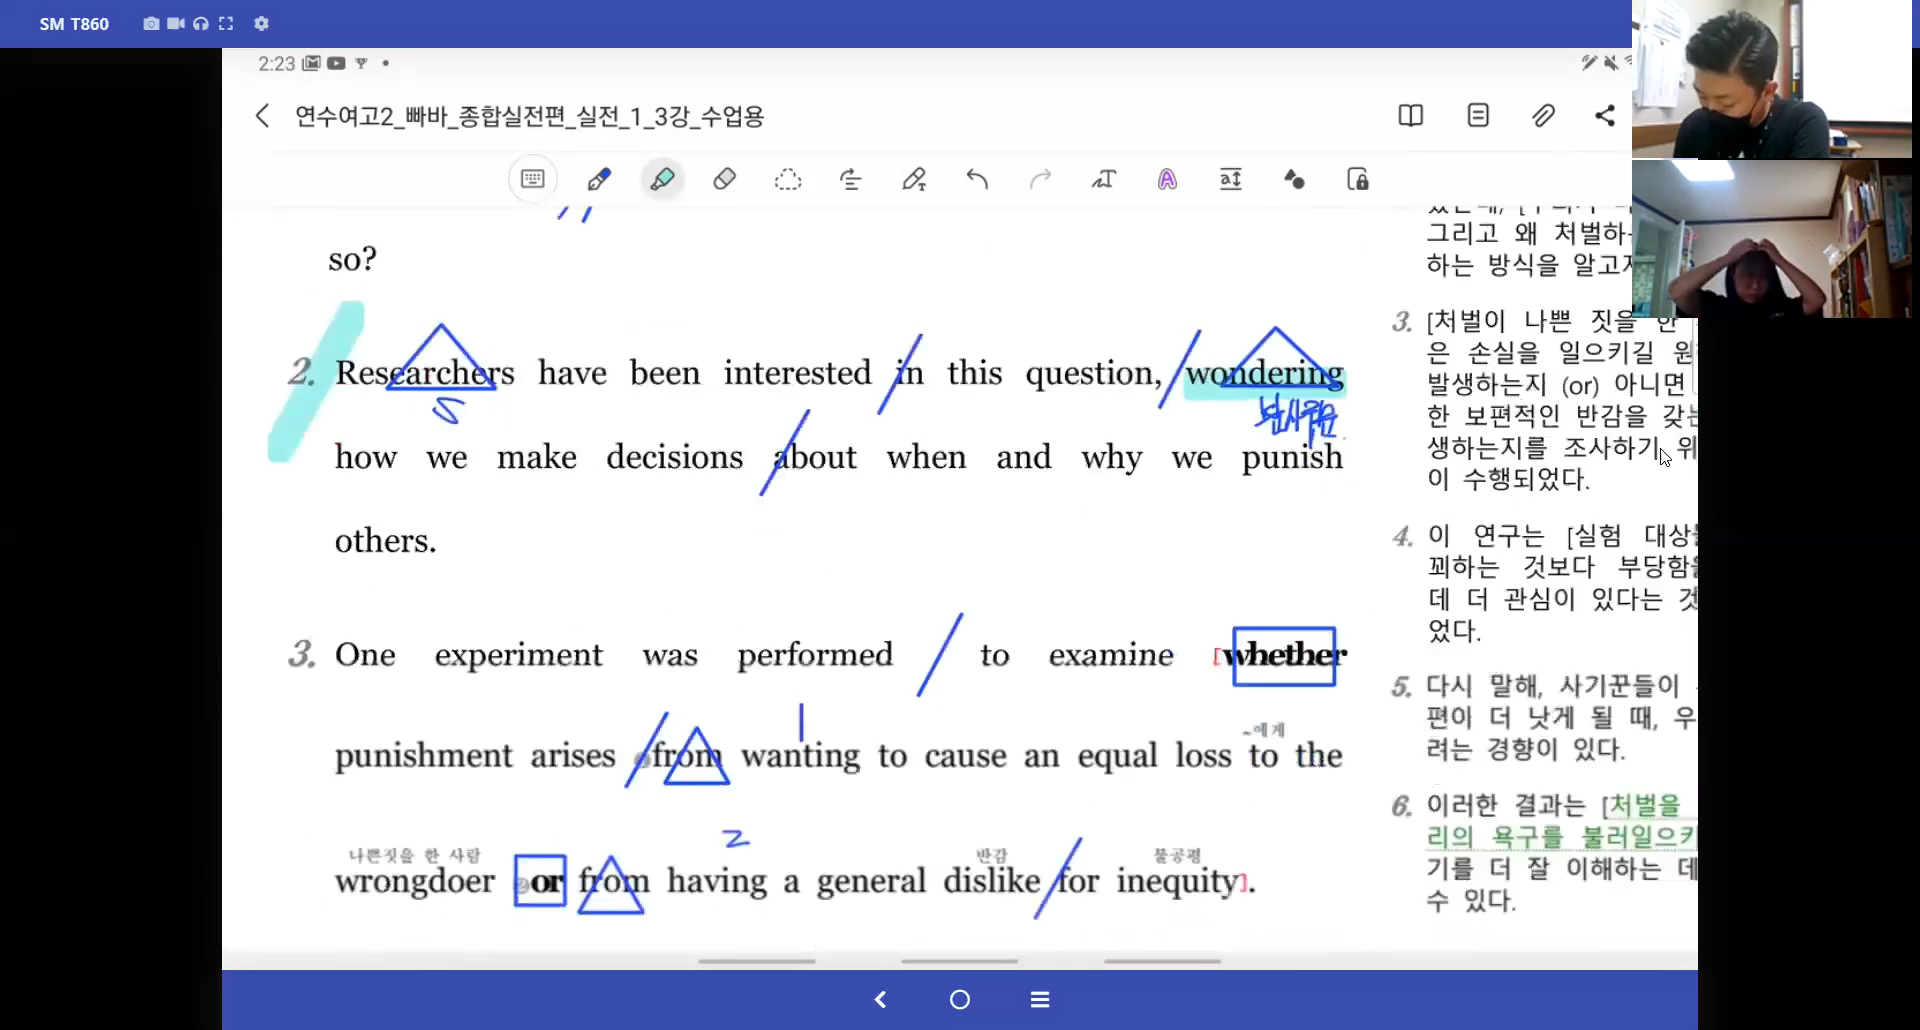 SM T860
2:23
연수여고2_빠바_종합실전편_실전_1_3강_수업용
so?
2. Researchers have been interested in this question, wondering
S
분사구문
how we make decisions about when and why we punish
others.
3. One experiment was performed to examine [whether
1
~에게
punishment arises from wanting to cause an equal loss to the
2
나쁜짓을 한 사람 반감 불공평
wrongdoer or from having a general dislike for inequity].
그리고 왜 처벌하
하는 방식을 알고
3. [처벌이 나쁜 짓을 한
은 손실을 일으키길 원
발생하는지 (or) 아니면
한 보편적인 반감을 갖는
생하는지를 조사하기 위
이 수행되었다.
4. 이 연구는 [실험 대상
꾀하는 것보다 부당함을
데 더 관심이 있다는 것
었다.
5. 다시 말해, 사기꾼들이
편이 더 낫게 될 때, 우
려는 경향이 있다.
6. 이러한 결과는 [처벌을
리의 욕구를 불러일으키
기를 더 잘 이해하는 데
수 있다.